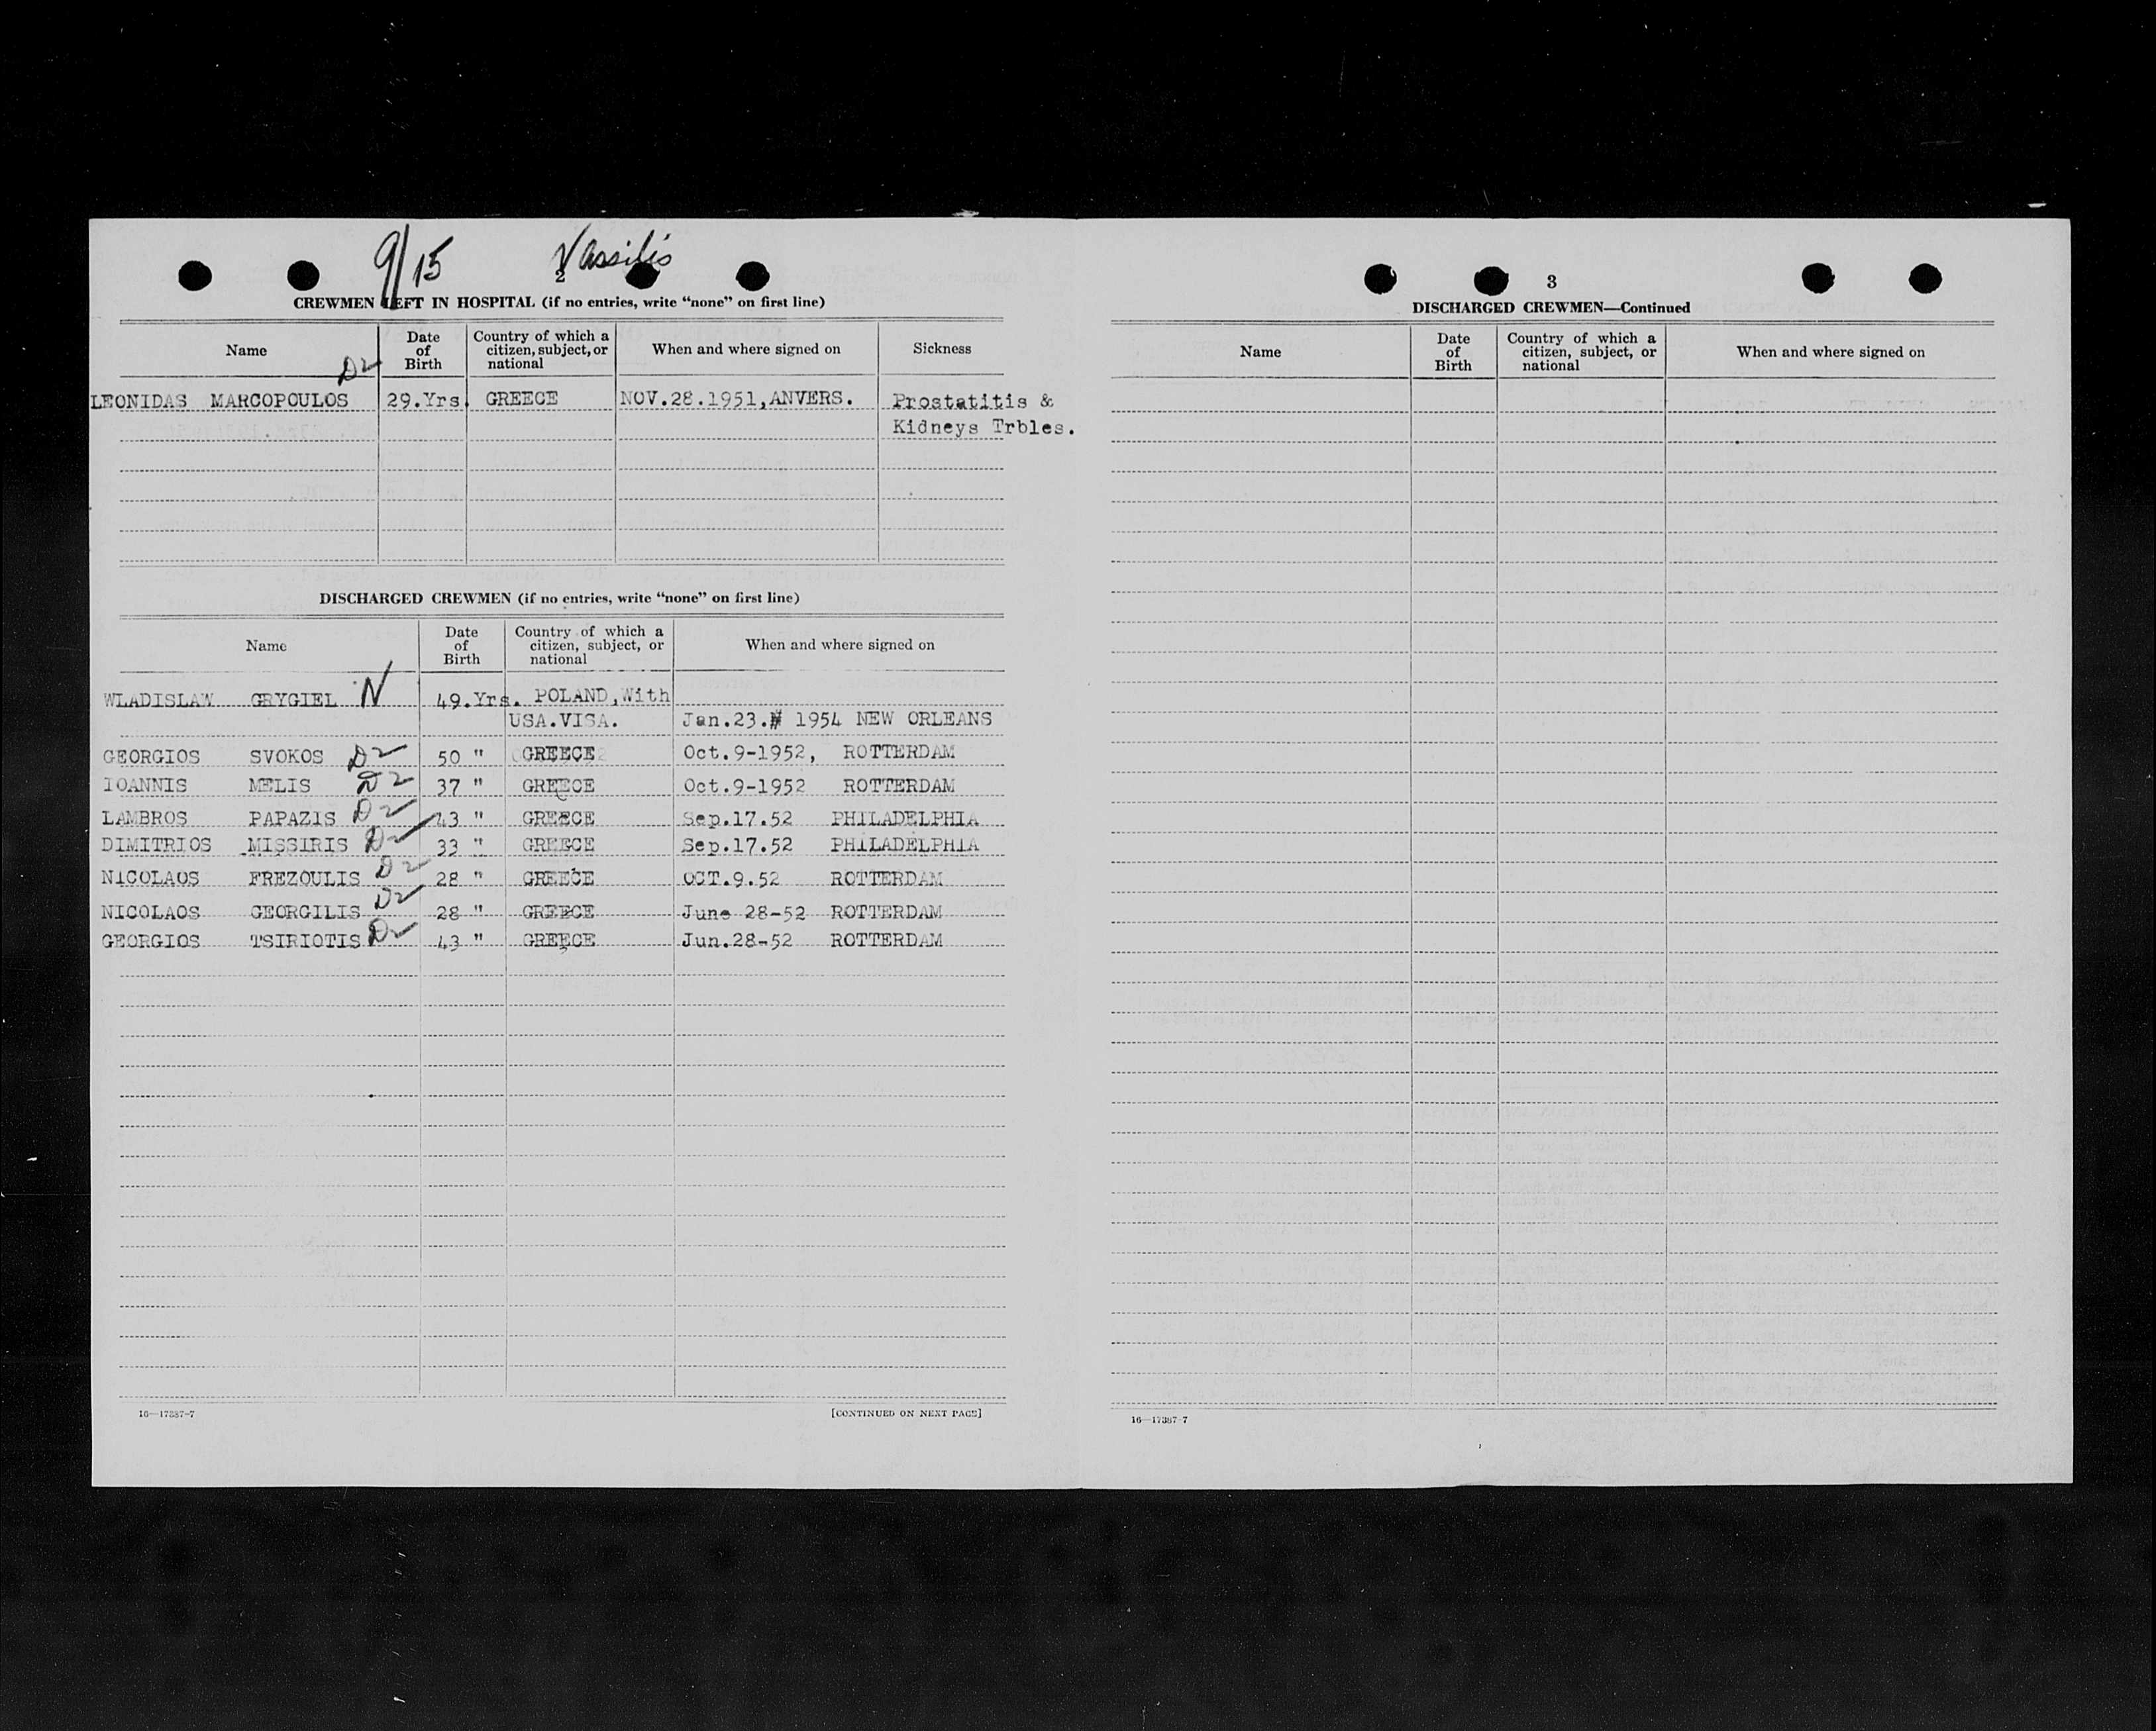 9/15 Vassilis
2
CREWMEN LEFT IN HOSPITAL (if no entries, write “none” on first line)
Name Date of Birth Country of which a citizen, subject, or national When and where signed on Sickness
D2
LEONIDAS MARCOPOULOS 29.Yrs. GREECE NOV.28.1951,ANVERS. Prostatitis &
Kidneys Trbles.
DISCHARGED CREWMEN (if no entries, write “none” on first line)
Name Date of Birth Country of which a citizen, subject, or national When and where signed on
WLADISLAW GRYGIEL N 49.Yrs. POLAND,With
USA.VISA. Jan.23. 1954 NEW ORLEANS
GEORGIOS SVOKOS D2 50 " GREECE Oct.9-1952, ROTTERDAM
IOANNIS MELIS D2 37 " GREECE Oct.9-1952 ROTTERDAM
LAMBROS PAPAZIS D2 43 " GREECE Sep.17.52 PHILADELPHIA
DIMITRIOS MISSIRIS D2 33 " GREECE Sep.17.52 PHILADELPHIA
NICOLAOS FREZOULIS D2 28 " GREECE OCT.9.52 ROTTERDAM
NICOLAOS GEORGILIS D2 28 " GREECE June 28-52 ROTTERDAM
GEORGIOS TSIRIOTIS D2 43 " GREECE Jun.28-52 ROTTERDAM
16—17387-7 [CONTINUED ON NEXT PAGE]
3
DISCHARGED CREWMEN—Continued
Name Date of Birth Country of which a citizen, subject, or national When and where signed on
16—17387-7